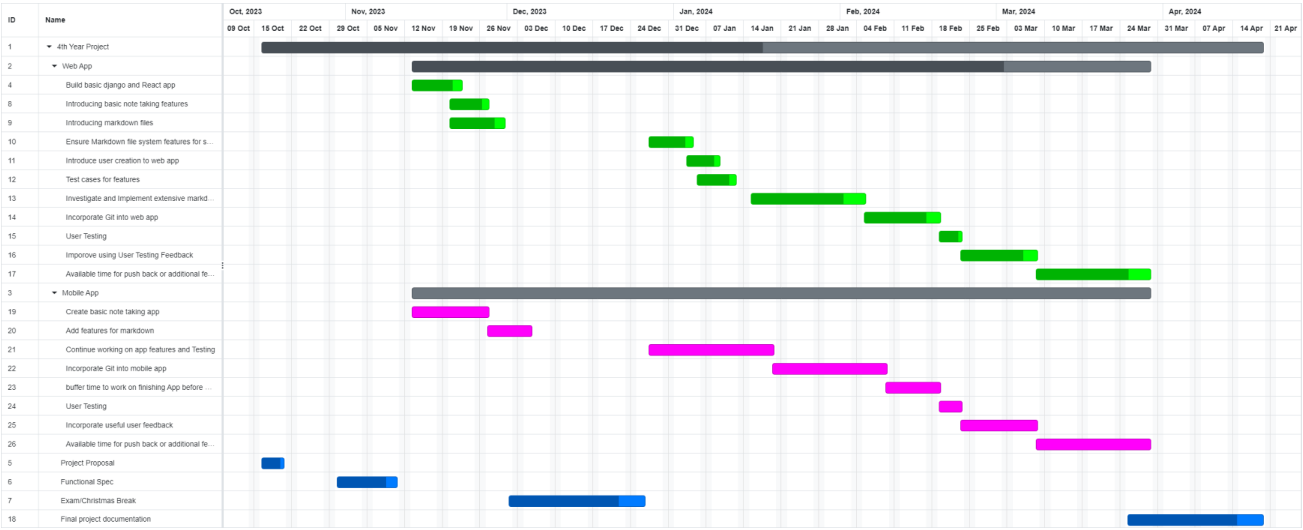 ID Name Oct, 2023 Nov, 2023 Dec, 2023 Jan, 2024 Feb, 2024 Mar, 2024 Apr, 2024
09 Oct 15 Oct 22 Oct 29 Oct 05 Nov 12 Nov 19 Nov 26 Nov 03 Dec 10 Dec 17 Dec 24 Dec 31 Dec 07 Jan 14 Jan 21 Jan 28 Jan 04 Feb 11 Feb 18 Feb 25 Feb 03 Mar 10 Mar 17 Mar 24 Mar 31 Mar 07 Apr 14 Apr 21 Apr
1 4th Year Project
2 Web App
4 Build basic django and React app
8 Introducing basic note taking features
9 Introducing markdown files
10 Ensure Markdown file system features for s...
11 Introduce user creation to web app
12 Test cases for features
13 Investigate and Implement extensive markd...
14 Incorporate Git into web app
15 User Testing
16 Imporove using User Testing Feedback
17 Available time for push back or additional fe...
3 Mobile App
19 Create basic note taking app
20 Add features for markdown
21 Continue working on app features and Testing
22 Incorporate Git into mobile app
23 buffer time to work on finishing App before ...
24 User Testing
25 Incorporate useful user feedback
26 Available time for push back or additional fe...
5 Project Proposal
6 Functional Spec
7 Exam/Christmas Break
18 Final project documentation